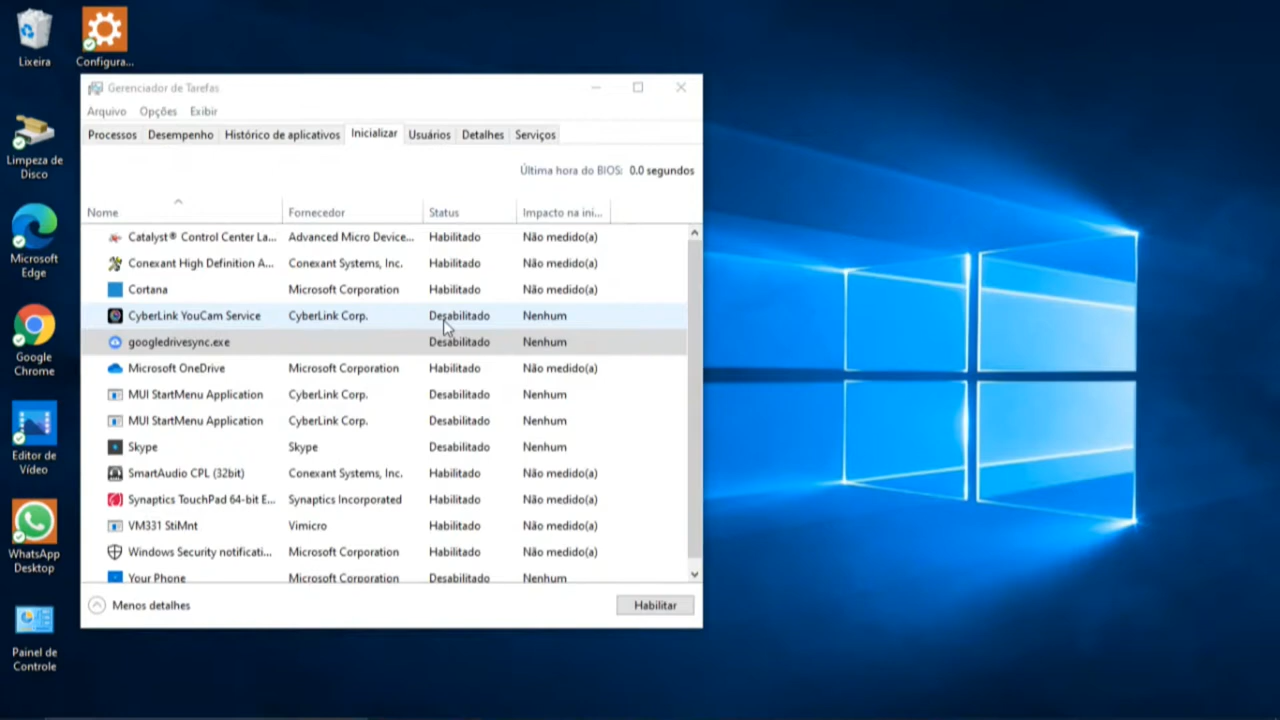 Lixeira
Configura...
Limpeza de
Disco
Microsoft
Edge
Google
Chrome
Editor de
Vídeo
WhatsApp
Desktop
Painel de
Controle
Gerenciador de Tarefas
Arquivo Opções Exibir
Processos Desempenho Histórico de aplicativos Inicializar Usuários Detalhes Serviços
Última hora do BIOS: 0.0 segundos
Nome Fornecedor Status Impacto na ini...
Catalyst® Control Center La... Advanced Micro Device... Habilitado Não medido(a)
Conexant High Definition A... Conexant Systems, Inc. Habilitado Não medido(a)
Cortana Microsoft Corporation Habilitado Não medido(a)
CyberLink YouCam Service CyberLink Corp. Desabilitado Nenhum
googledrivesync.exe Desabilitado Nenhum
Microsoft OneDrive Microsoft Corporation Habilitado Não medido(a)
MUI StartMenu Application CyberLink Corp. Desabilitado Nenhum
MUI StartMenu Application CyberLink Corp. Desabilitado Nenhum
Skype Skype Desabilitado Nenhum
SmartAudio CPL (32bit) Conexant Systems, Inc. Habilitado Não medido(a)
Synaptics TouchPad 64-bit E... Synaptics Incorporated Habilitado Não medido(a)
VM331 StiMnt Vimicro Habilitado Não medido(a)
Windows Security notificati... Microsoft Corporation Habilitado Não medido(a)
Your Phone Microsoft Corporation Desabilitado Nenhum
Menos detalhes Habilitar